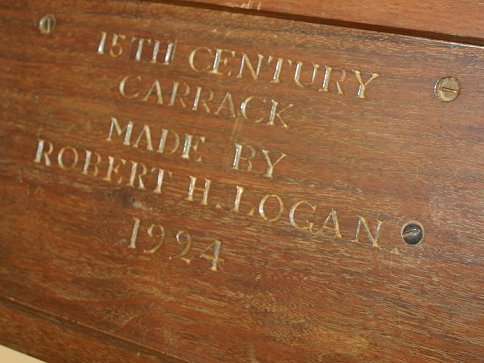 15TH CENTURY
CARRACK
MADE BY
ROBERT H. LOGAN.
1924